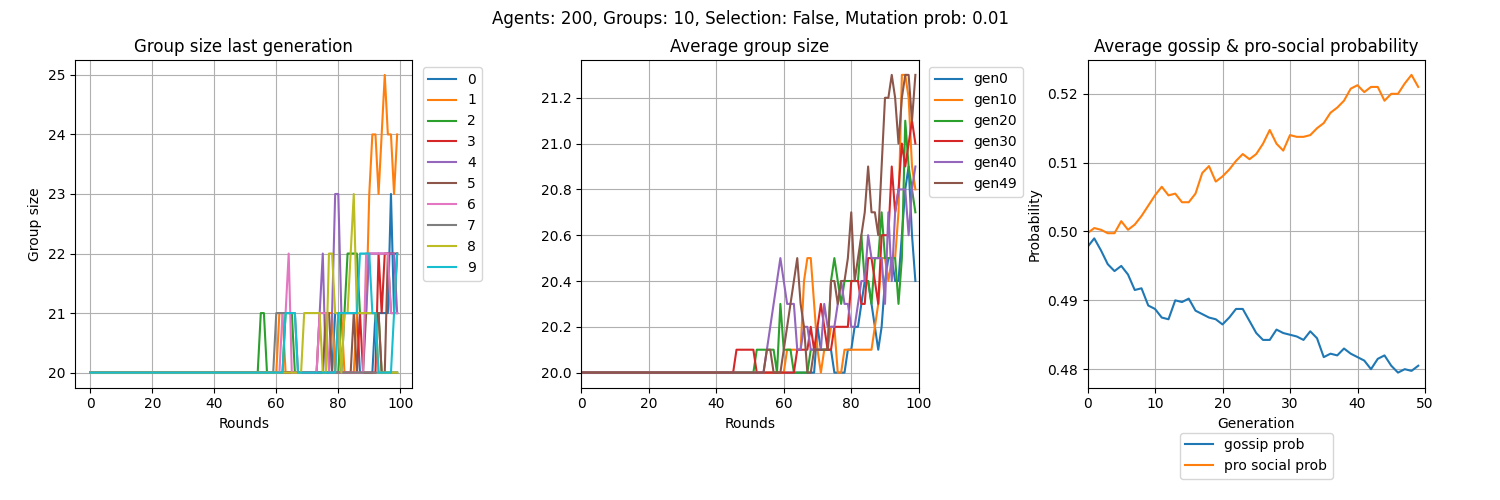 Agents: 200, Groups: 10, Selection: False, Mutation prob: 0.01
Group size last generation
Group size
25
24
23
22
21
20
0 20 40 60 80 100
Rounds
0
1
2
3
4
5
6
7
8
9
Average group size
21.2
21.0
20.8
20.6
20.4
20.2
20.0
0 20 40 60 80 100
Rounds
gen0
gen10
gen20
gen30
gen40
gen49
Average gossip & pro-social probability
Probability
0.52
0.51
0.50
0.49
0.48
0 10 20 30 40 50
Generation
gossip prob
pro social prob